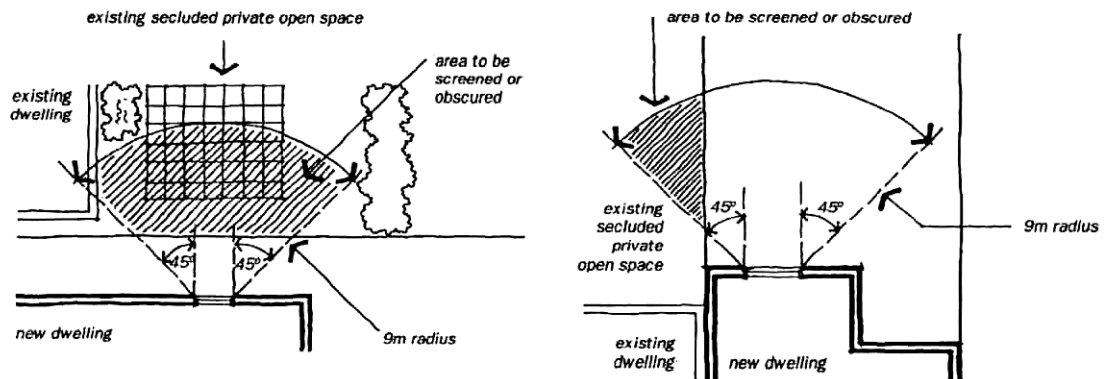 existing secluded private open space
area to be
screened or
obscured
existing
dwelling
45°
45°
new dwelling
9m radius
area to be screened or obscured
45°
45°
existing
secluded
private
open space
9m radius
existing
dwelling
new dwelling